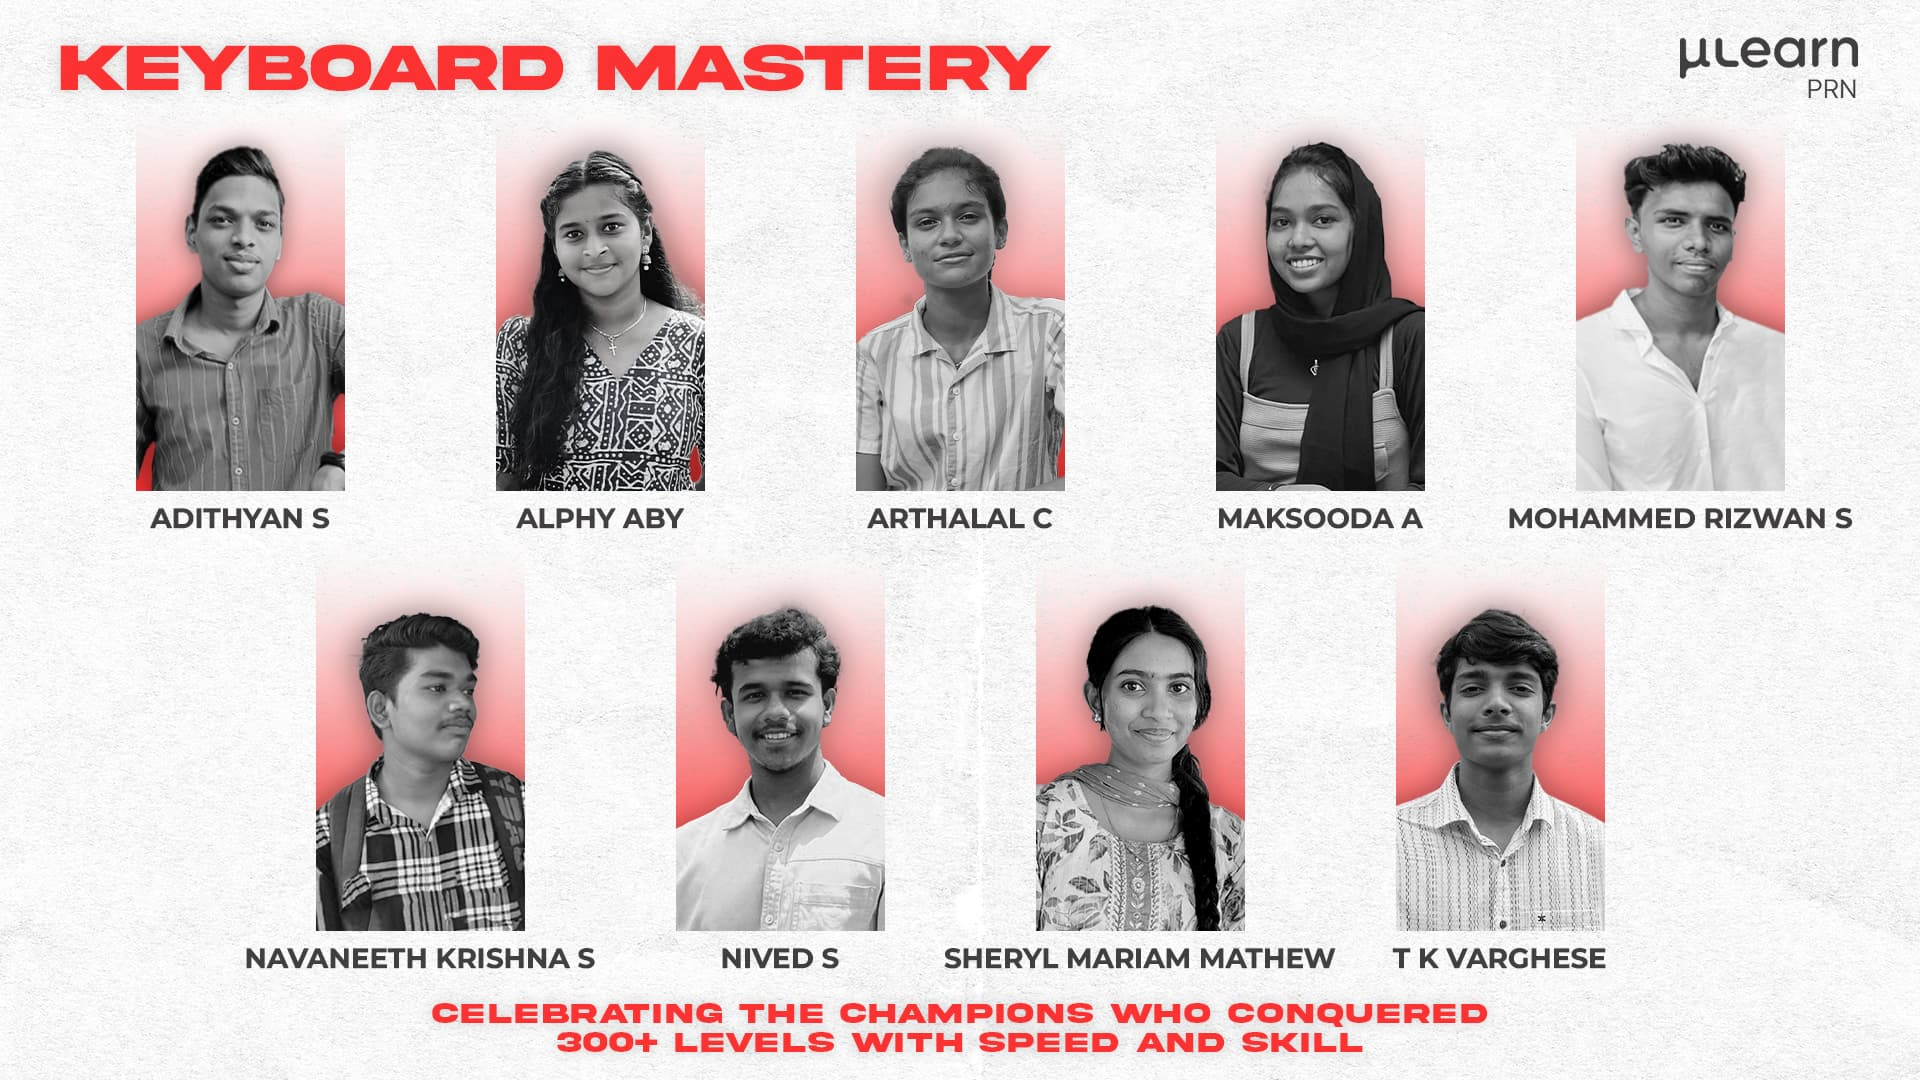 KEYBOARD MASTERY
µLearn
PRN
ADITHYAN S
ALPHY ABY
ARTHALAL C
MAKSOODA A
MOHAMMED RIZWAN S
NAVANEETH KRISHNA S
NIVED S
SHERYL MARIAM MATHEW
T K VARGHESE
CELEBRATING THE CHAMPIONS WHO CONQUERED
300+ LEVELS WITH SPEED AND SKILL